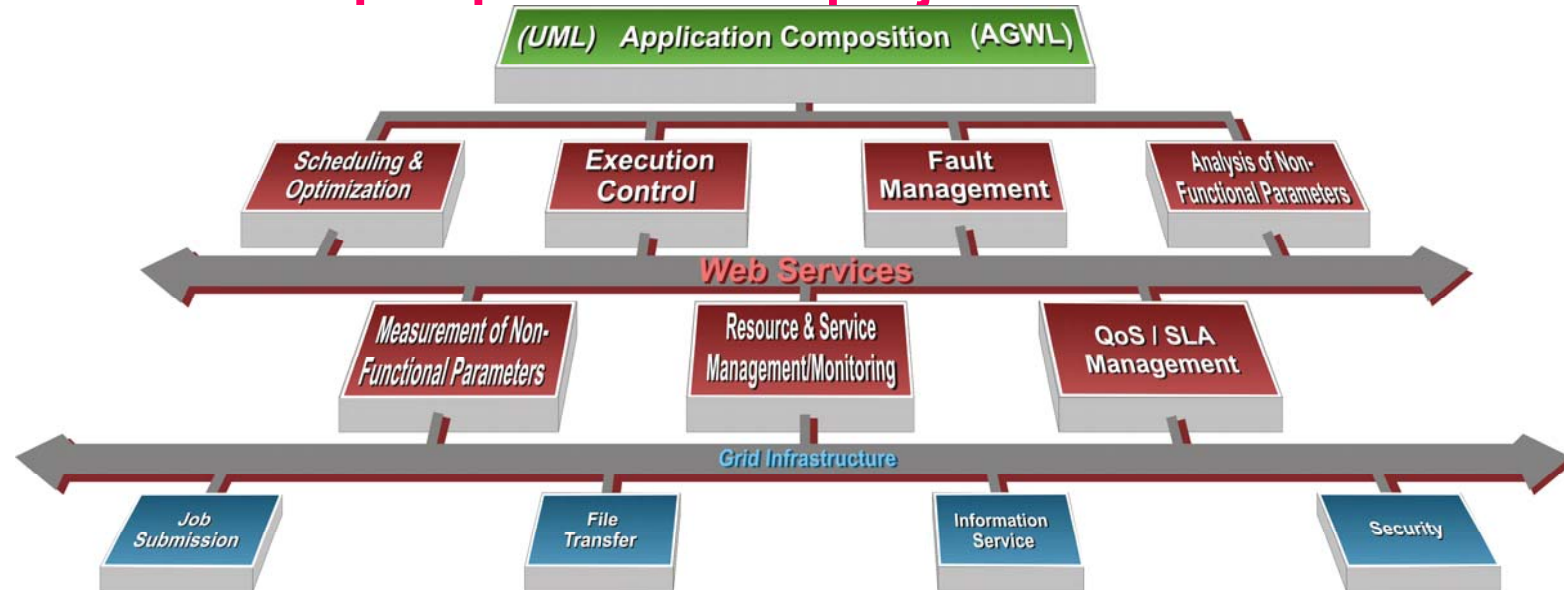 (UML) Application Composition (AGWL)
Scheduling &
Optimization
Execution
Control
Fault
Management
Analysis of Non-
Functional Parameters
Web Services
Measurement of Non-
Functional Parameters
Resource & Service
Management/Monitoring
QoS / SLA
Management
Grid Infrastructure
Job
Submission
File
Transfer
Information
Service
Security